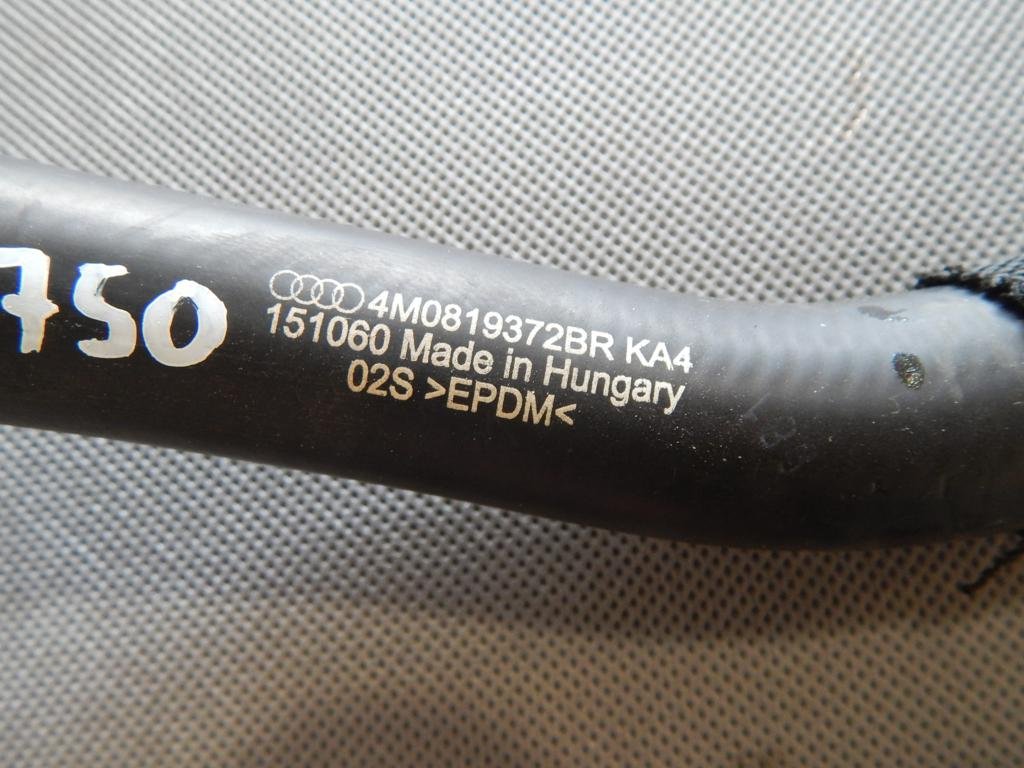 750
4M0819372BR KA4
151060 Made in Hungary
02S >EPDM<